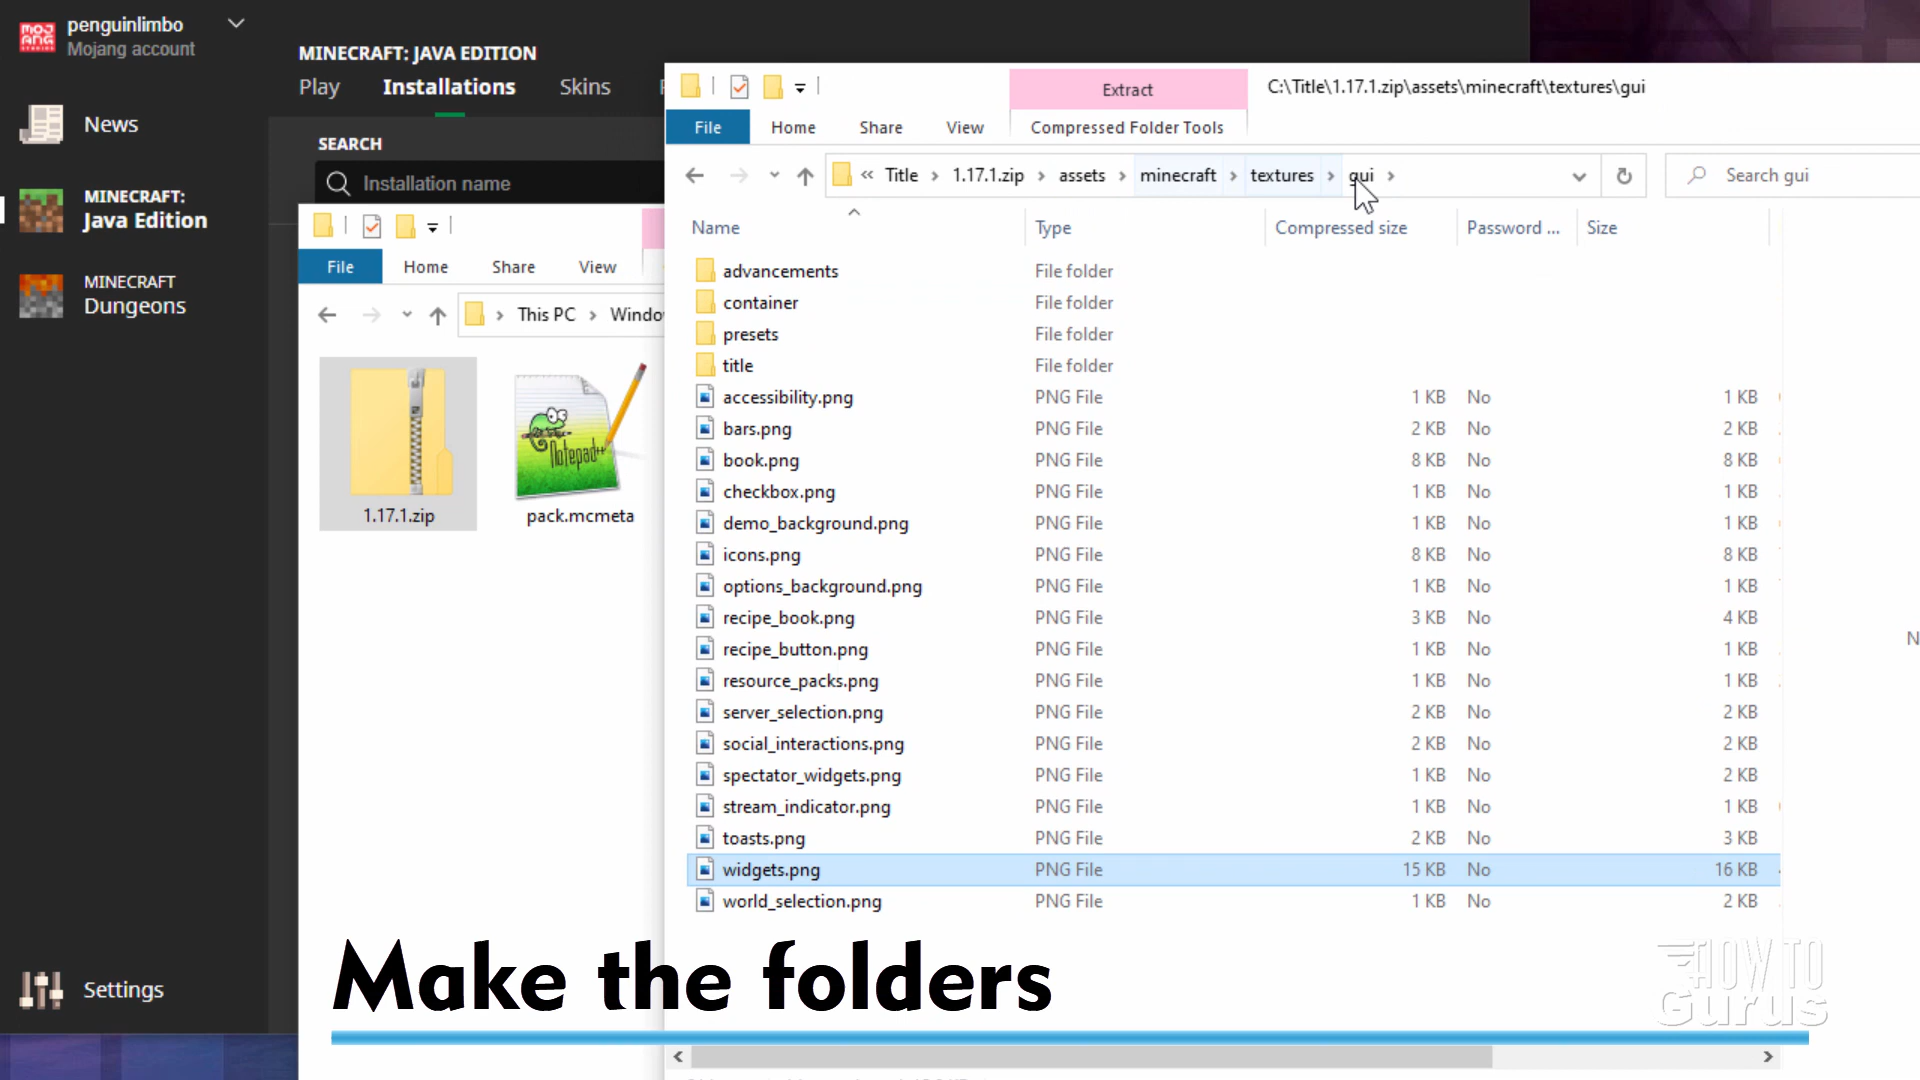 penguinlimbo
Mojang account
News
MINECRAFT:
Java Edition
MINECRAFT
Dungeons
Settings
MINECRAFT: JAVA EDITION
Play Installations Skins
SEARCH
Installation name
File Home Share View
This PC > Windo
1.17.1.zip
Notepad++
pack.mcmeta
Extract
C:\Title\1.17.1.zip\assets\minecraft\textures\gui
File Home Share View Compressed Folder Tools
« Title > 1.17.1.zip > assets > minecraft > textures > gui >
Search gui
Name Type Compressed size Password ... Size
advancements File folder
container File folder
presets File folder
title File folder
accessibility.png PNG File 1 KB No 1 KB
bars.png PNG File 2 KB No 2 KB
book.png PNG File 8 KB No 8 KB
checkbox.png PNG File 1 KB No 1 KB
demo_background.png PNG File 1 KB No 1 KB
icons.png PNG File 8 KB No 8 KB
options_background.png PNG File 1 KB No 1 KB
recipe_book.png PNG File 3 KB No 4 KB
recipe_button.png PNG File 1 KB No 1 KB
resource_packs.png PNG File 1 KB No 1 KB
server_selection.png PNG File 2 KB No 2 KB
social_interactions.png PNG File 2 KB No 2 KB
spectator_widgets.png PNG File 1 KB No 2 KB
stream_indicator.png PNG File 1 KB No 1 KB
toasts.png PNG File 2 KB No 3 KB
widgets.png PNG File 15 KB No 16 KB
world_selection.png PNG File 1 KB No 2 KB
Make the folders
HOW TO
Gurus